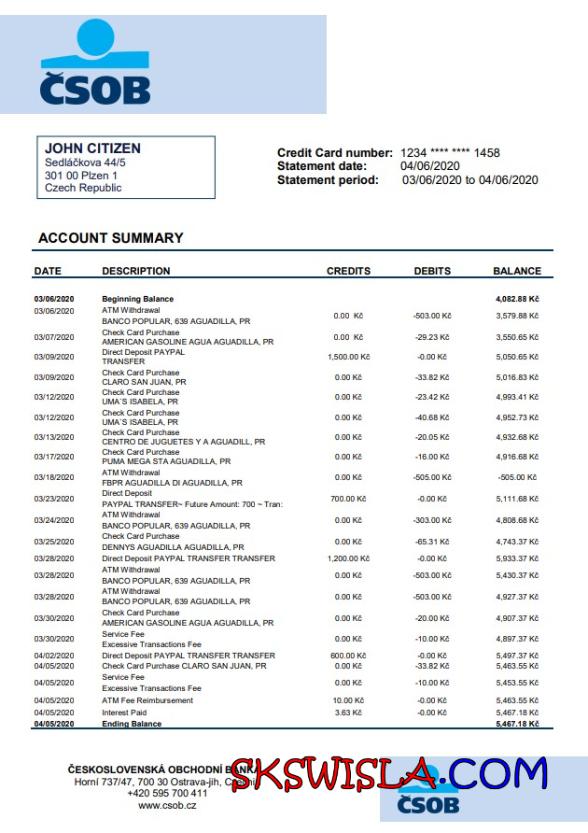 ČSOB
JOHN CITIZEN
Sedláčkova 44/5
301 00 Plzen 1
Czech Republic
Credit Card number: 1234 **** **** 1458
Statement date: 04/06/2020
Statement period: 03/06/2020 to 04/06/2020
ACCOUNT SUMMARY
DATE DESCRIPTION CREDITS DEBITS BALANCE
03/06/2020 Beginning Balance 4,082.88 Kč
03/06/2020 ATM Withdrawal
BANCO POPULAR, 639 AGUADILLA, PR 0.00 Kč -503.00 Kč 3,579.88 Kč
03/07/2020 Check Card Purchase
AMERICAN GASOLINE AGUA AGUADILLA, PR 0.00 Kč -29.23 Kč 3,550.65 Kč
03/09/2020 Direct Deposit PAYPAL
TRANSFER 1,500.00 Kč -0.00 Kč 5,050.65 Kč
03/09/2020 Check Card Purchase
CLARO SAN JUAN, PR 0.00 Kč -33.82 Kč 5,016.83 Kč
03/12/2020 Check Card Purchase
UMA´S ISABELA, PR 0.00 Kč -23.42 Kč 4,993.41 Kč
03/12/2020 Check Card Purchase
UMA´S ISABELA, PR 0.00 Kč -40.68 Kč 4,952.73 Kč
03/13/2020 Check Card Purchase
CENTRO DE JUGUETES Y A AGUADILL, PR 0.00 Kč -20.05 Kč 4,932.68 Kč
03/17/2020 Check Card Purchase
PUMA MEGA STA AGUADILLA, PR 0.00 Kč -16.00 Kč 4,916.68 Kč
03/18/2020 ATM Withdrawal
FBPR AGUADILLA DI AGUADILLA, PR 0.00 Kč -505.00 Kč -505.00 Kč
03/23/2020 Direct Deposit
PAYPAL TRANSFER~ Future Amount: 700 ~ Tran: 700.00 Kč -0.00 Kč 5,111.68 Kč
03/24/2020 ATM Withdrawal
BANCO POPULAR, 639 AGUADILLA, PR 0.00 Kč -303.00 Kč 4,808.68 Kč
03/25/2020 Check Card Purchase
DENNYS AGUADILLA AGUADILLA, PR 0.00 Kč -65.31 Kč 4,743.37 Kč
03/28/2020 Direct Deposit PAYPAL TRANSFER TRANSFER 1,200.00 Kč -0.00 Kč 5,933.37 Kč
03/28/2020 ATM Withdrawal
BANCO POPULAR, 639 AGUADILLA, PR 0.00 Kč -503.00 Kč 5,430.37 Kč
03/28/2020 ATM Withdrawal
BANCO POPULAR, 639 AGUADILLA, PR 0.00 Kč -503.00 Kč 4,927.37 Kč
03/30/2020 Check Card Purchase
AMERICAN GASOLINE AGUA AGUADILLA, PR 0.00 Kč -20.00 Kč 4,907.37 Kč
03/30/2020 Service Fee
Excessive Transactions Fee 0.00 Kč -10.00 Kč 4,897.37 Kč
04/02/2020 Direct Deposit PAYPAL TRANSFER TRANSFER 600.00 Kč -0.00 Kč 5,497.37 Kč
04/05/2020 Check Card Purchase CLARO SAN JUAN, PR 0.00 Kč -33.82 Kč 5,463.55 Kč
04/05/2020 Service Fee
Excessive Transactions Fee 0.00 Kč -10.00 Kč 5,453.55 Kč
04/05/2020 ATM Fee Reimbursement 10.00 Kč -0.00 Kč 5,463.55 Kč
04/05/2020 Interest Paid 3.63 Kč -0.00 Kč 5,467.18 Kč
04/05/2020 Ending Balance 5,467.18 Kč
ČESKOSLOVENSKÁ OBCHODNÍ BANKA
Horní 737/47, 700 30 Ostrava-jih,
+420 595 700 411
www.csob.cz
SKSWISLA.COM
ČSOB